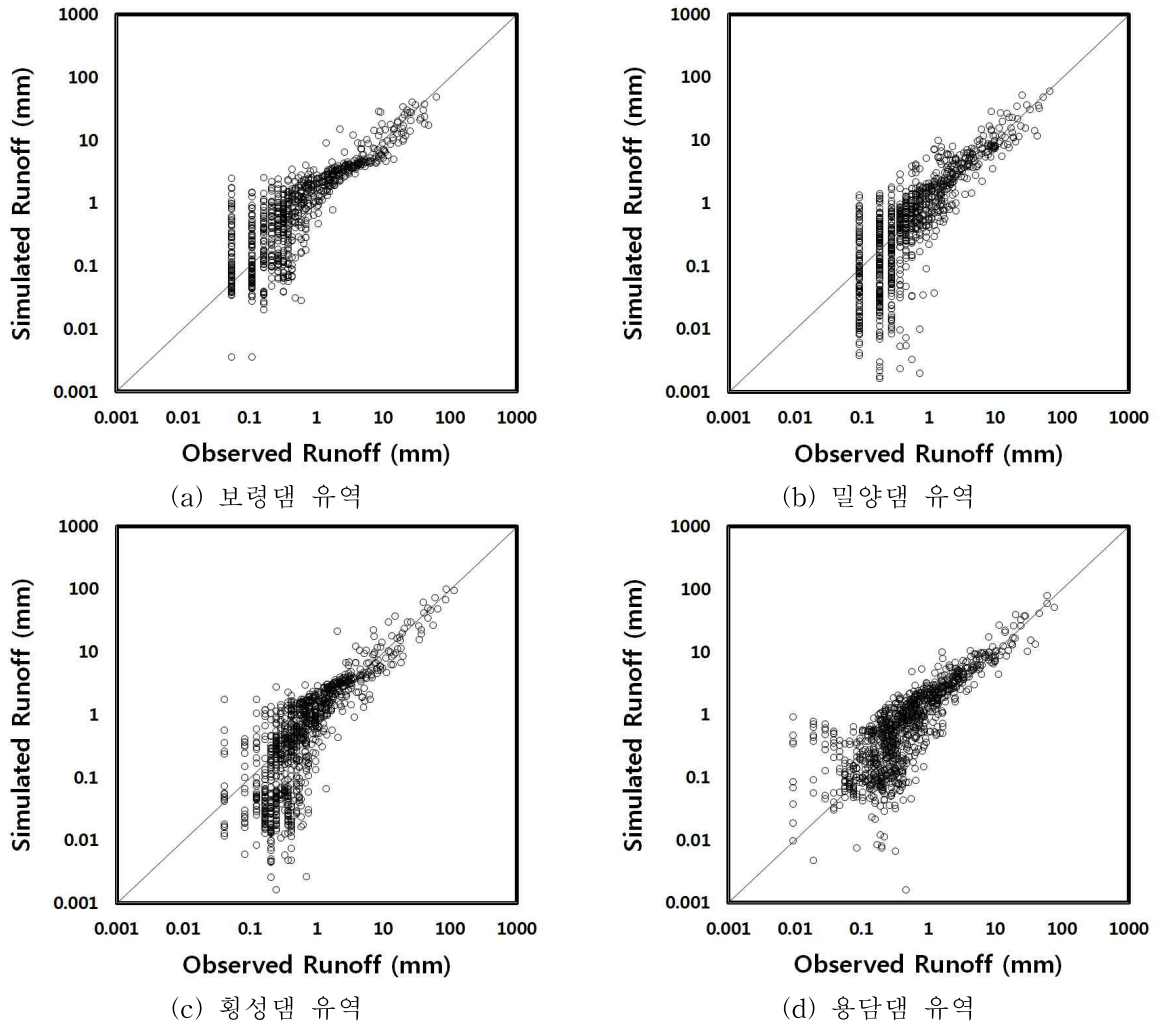 1000
100
10
1
0.1
0.01
0.001
Simulated Runoff (mm)
0.001 0.01 0.1 1 10 100 1000
Observed Runoff (mm)
(a) 보령댐 유역
1000
100
10
1
0.1
0.01
0.001
Simulated Runoff (mm)
0.001 0.01 0.1 1 10 100 1000
Observed Runoff (mm)
(b) 밀양댐 유역
1000
100
10
1
0.1
0.01
0.001
Simulated Runoff (mm)
0.001 0.01 0.1 1 10 100 1000
Observed Runoff (mm)
(c) 횡성댐 유역
1000
100
10
1
0.1
0.01
0.001
Simulated Runoff (mm)
0.001 0.01 0.1 1 10 100 1000
Observed Runoff (mm)
(d) 용담댐 유역